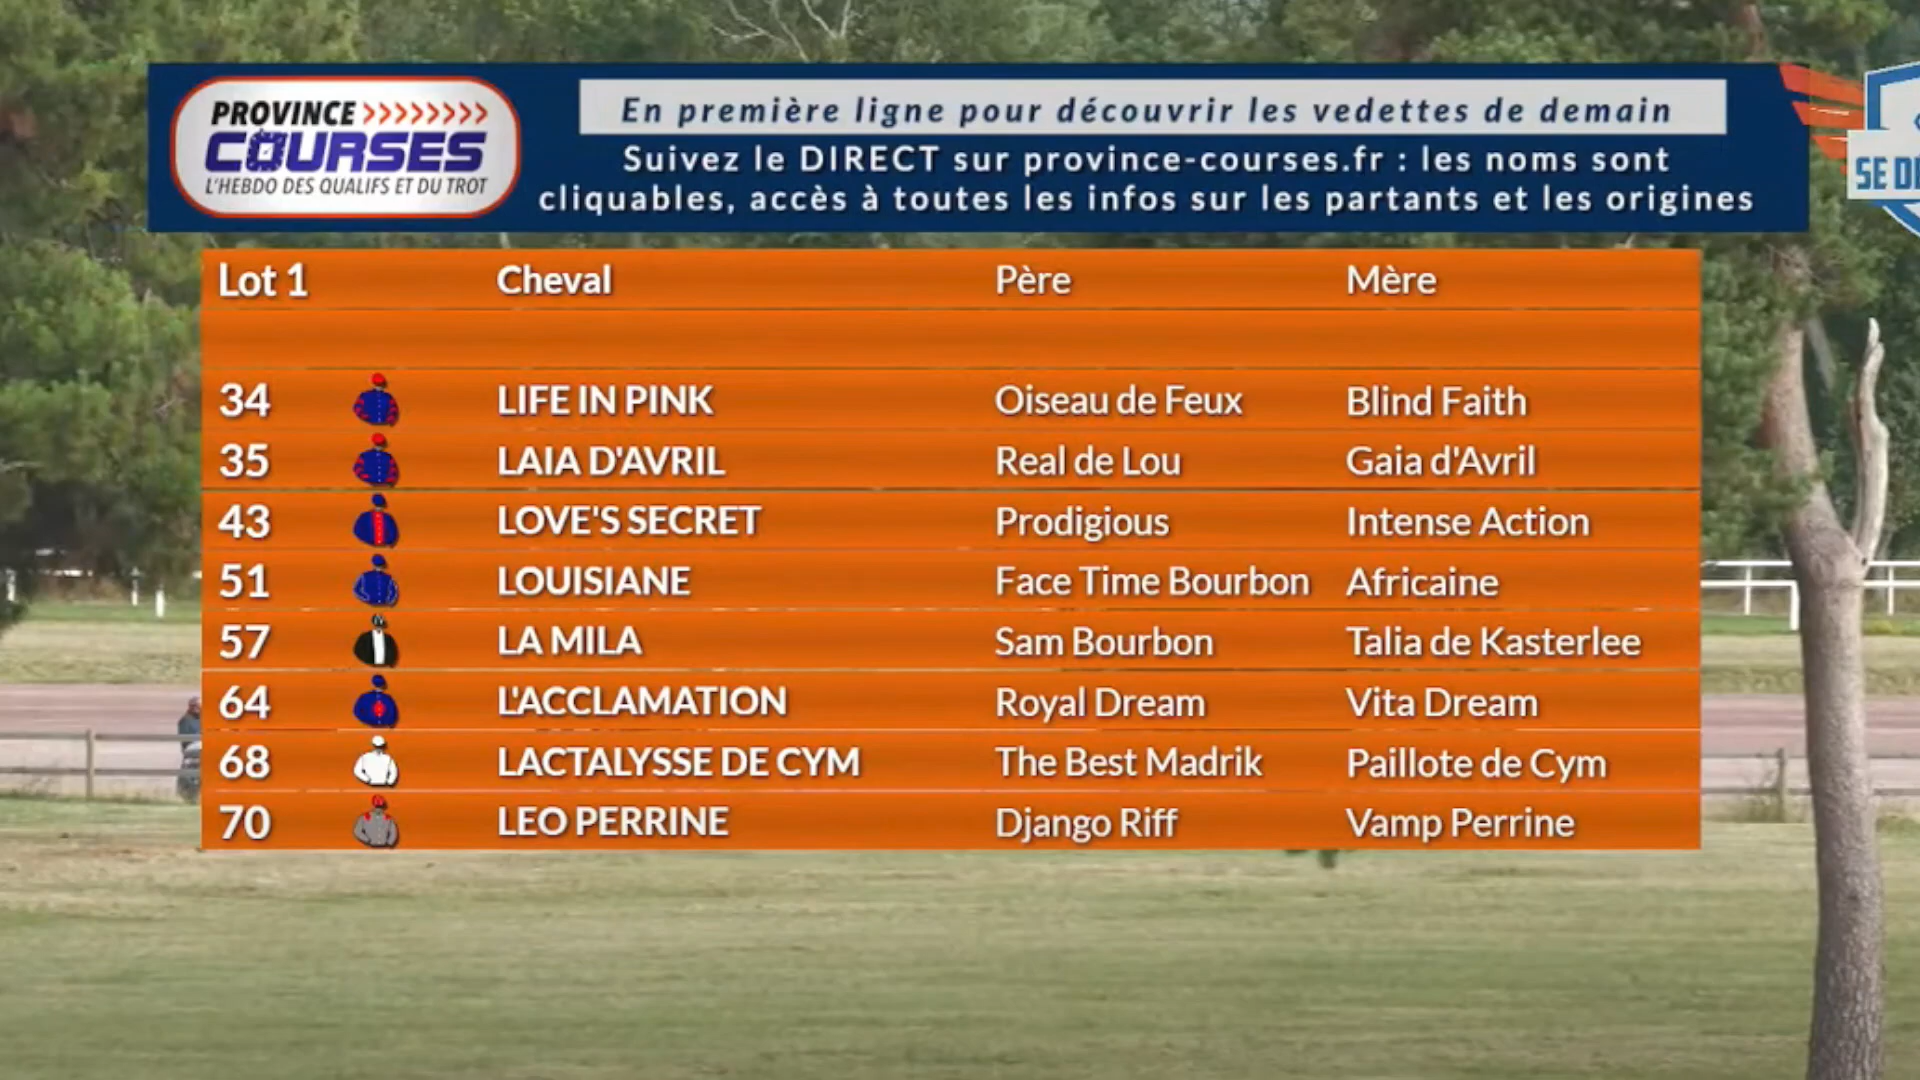 PROVINCE
COURSES
L'HEBDO DES QUALIFS ET DU TROT
En première ligne pour découvrir les vedettes de demain
Suivez le DIRECT sur province-courses.fr : les noms sont
cliquables, accès à toutes les infos sur les partants et les origines
SE DE
Lot 1 Cheval Père Mère
34 LIFE IN PINK Oiseau de Feux Blind Faith
35 LAIA D'AVRIL Real de Lou Gaia d'Avril
43 LOVE'S SECRET Prodigious Intense Action
51 LOUISIANE Face Time Bourbon Africaine
57 LA MILA Sam Bourbon Talia de Kasterlee
64 L'ACCLAMATION Royal Dream Vita Dream
68 LACTALYSSE DE CYM The Best Madrik Paillote de Cym
70 LEO PERRINE Django Riff Vamp Perrine